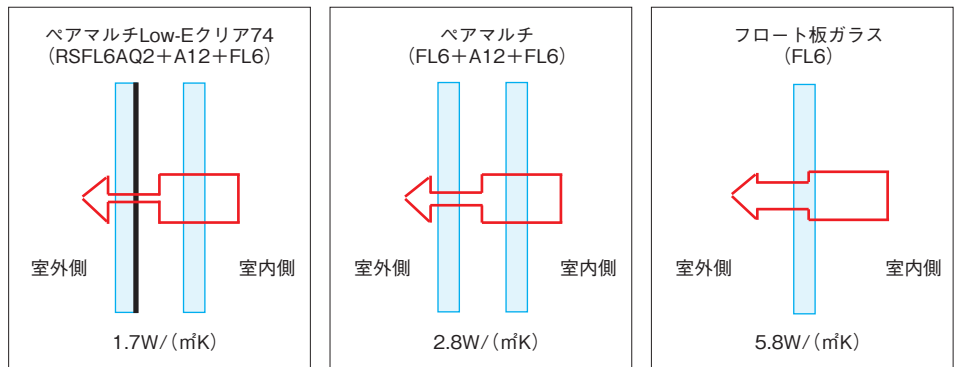 ペアマルチLow-Eクリア74
（RSFL6AQ2＋A12＋FL6）
室外側
室内側
1.7W/（㎡K）
ペアマルチ
（FL6＋A12＋FL6）
室外側
室内側
2.8W/（㎡K）
フロート板ガラス
（FL6）
室外側
室内側
5.8W/（㎡K）